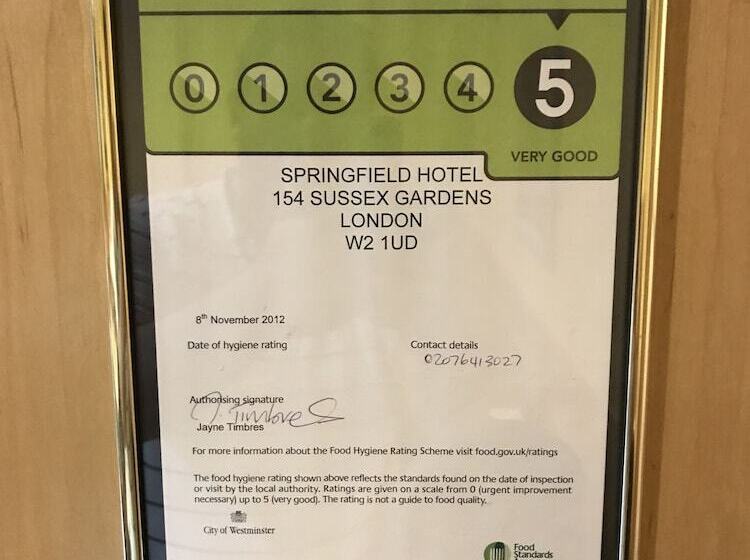 0 1 2 3 4 5
VERY GOOD
SPRINGFIELD HOTEL
154 SUSSEX GARDENS
LONDON
W2 1UD
8th November 2012
Date of hygiene rating
Contact details
02076413027
Authorising signature
J. Timbres
Jayne Timbres
For more information about the Food Hygiene Rating Scheme visit food.gov.uk/ratings
The food hygiene rating shown above reflects the standards found on the date of inspection
or visit by the local authority. Ratings are given on a scale from 0 (urgent improvement
necessary) up to 5 (very good). The rating is not a guide to food quality.
City of Westminster
Food
Standards